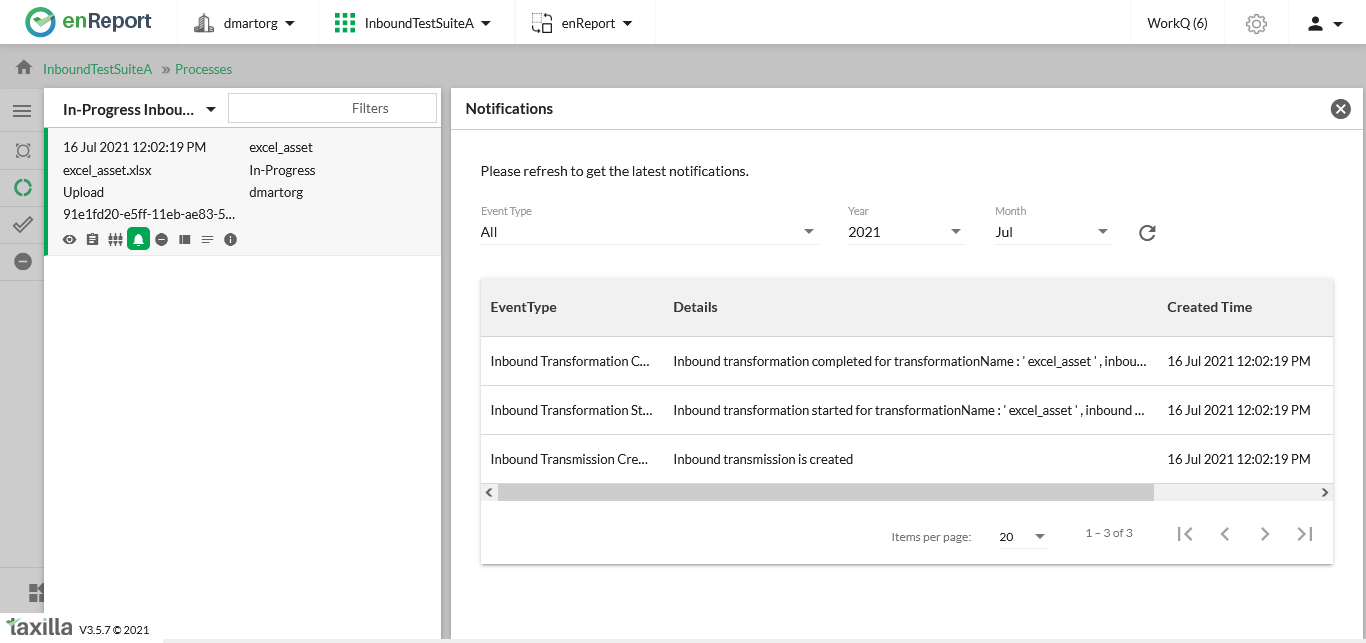 enReport dmartorg InboundTestSuiteA enReport WorkQ (6)
InboundTestSuiteA » Processes
In-Progress Inbou... Filters
16 Jul 2021 12:02:19 PM excel_asset
excel_asset.xlsx In-Progress
Upload dmartorg
91e1fd20-e5ff-11eb-ae83-5...
Notifications
Please refresh to get the latest notifications.
Event Type Year Month
All 2021 Jul
EventType Details Created Time
Inbound Transformation C... Inbound transformation completed for transformationName : ' excel_asset ' , inbou... 16 Jul 2021 12:02:19 PM
Inbound Transformation St... Inbound transformation started for transformationName : ' excel_asset ' , inbound ... 16 Jul 2021 12:02:19 PM
Inbound Transmission Cre... Inbound transmission is created 16 Jul 2021 12:02:19 PM
Items per page: 20 1 – 3 of 3
taxilla V3.5.7 © 2021